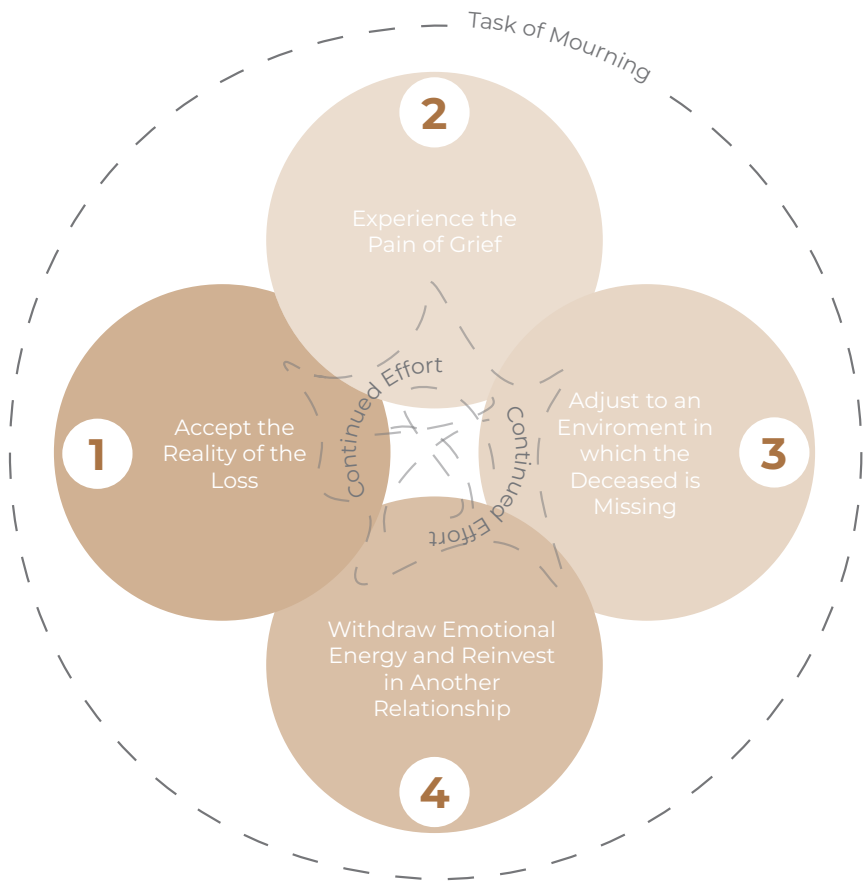 Task of Mourning
2
Experience the
Pain of Grief
1
Accept the
Reality of the
Loss
Continued Effort
Continued Effort
3
Adjust to an
Enviroment in
which the
Deceased is
Missing
Withdraw Emotional
Energy and Reinvest
in Another
Relationship
4